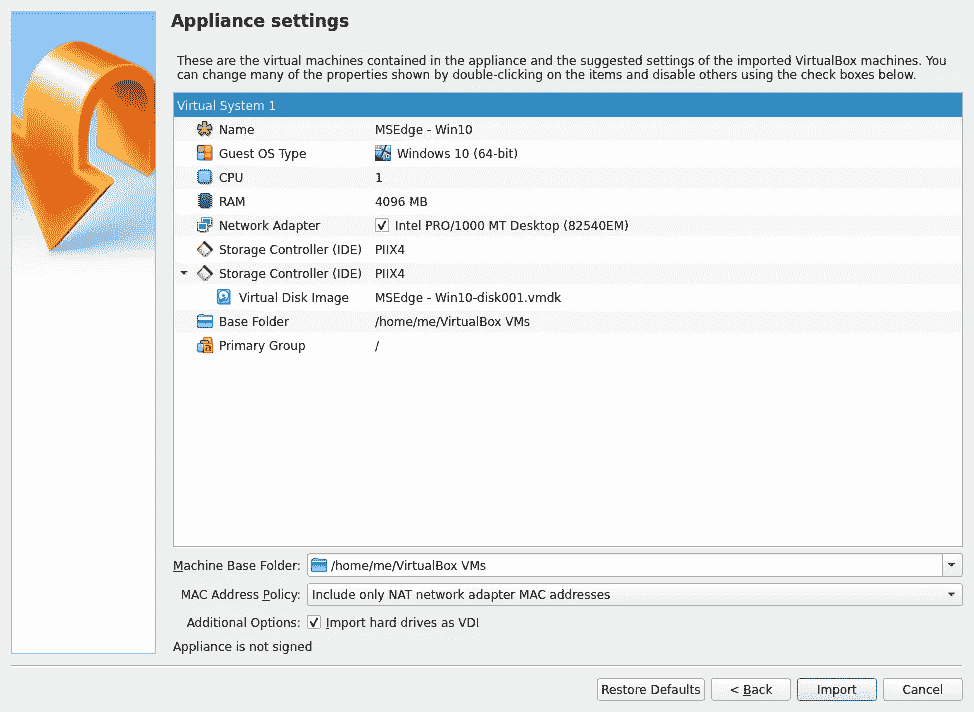 Appliance settings
These are the virtual machines contained in the appliance and the suggested settings of the imported VirtualBox machines. You
can change many of the properties shown by double-clicking on the items and disable others using the check boxes below.
Virtual System 1
Name MSEdge - Win10
Guest OS Type Windows 10 (64-bit)
CPU 1
RAM 4096 MB
Network Adapter Intel PRO/1000 MT Desktop (82540EM)
Storage Controller (IDE) PIIX4
Storage Controller (IDE) PIIX4
Virtual Disk Image MSEdge - Win10-disk001.vmdk
Base Folder /home/me/VirtualBox VMs
Primary Group /
Machine Base Folder: /home/me/VirtualBox VMs
MAC Address Policy: Include only NAT network adapter MAC addresses
Additional Options: Import hard drives as VDI
Appliance is not signed
Restore Defaults < Back Import Cancel